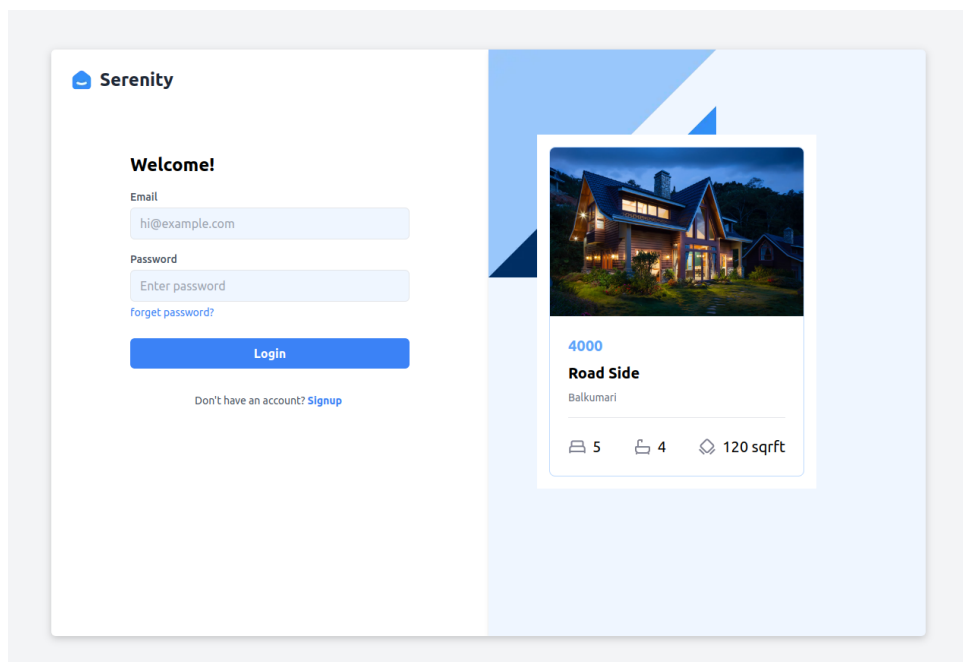 Serenity
Welcome!
Email
hi@example.com
Password
Enter password
forget password?
Login
Don't have an account? Signup
4000
Road Side
Balkumari
5 4 120 sqrft